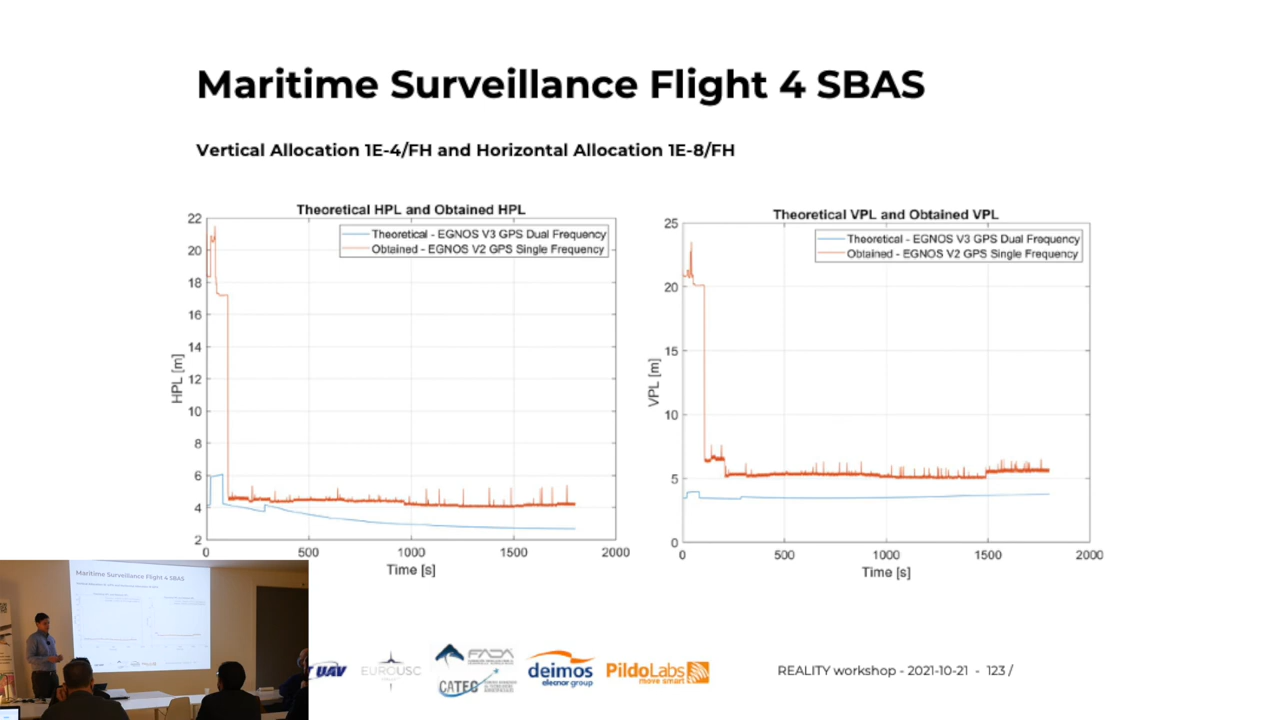 Maritime Surveillance Flight 4 SBAS
Vertical Allocation 1E-4/FH and Horizontal Allocation 1E-8/FH
Theoretical HPL and Obtained HPL
Theoretical - EGNOS V3 GPS Dual Frequency
Obtained - EGNOS V2 GPS Single Frequency
22
20
18
16
14
12
10
8
6
4
2
HPL [m]
0
500
1000
1500
2000
Time [s]
Theoretical VPL and Obtained VPL
Theoretical - EGNOS V3 GPS Dual Frequency
Obtained - EGNOS V2 GPS Single Frequency
25
20
15
10
5
0
VPL [m]
0
500
1000
1500
2000
Time [s]
Maritime Surveillance Flight 4 SBAS
UAV
EUROUSC
FADA
CATEC
deimos
elecnor group
PildoLabs
move smart
REALITY workshop - 2021-10-21 - 123 /